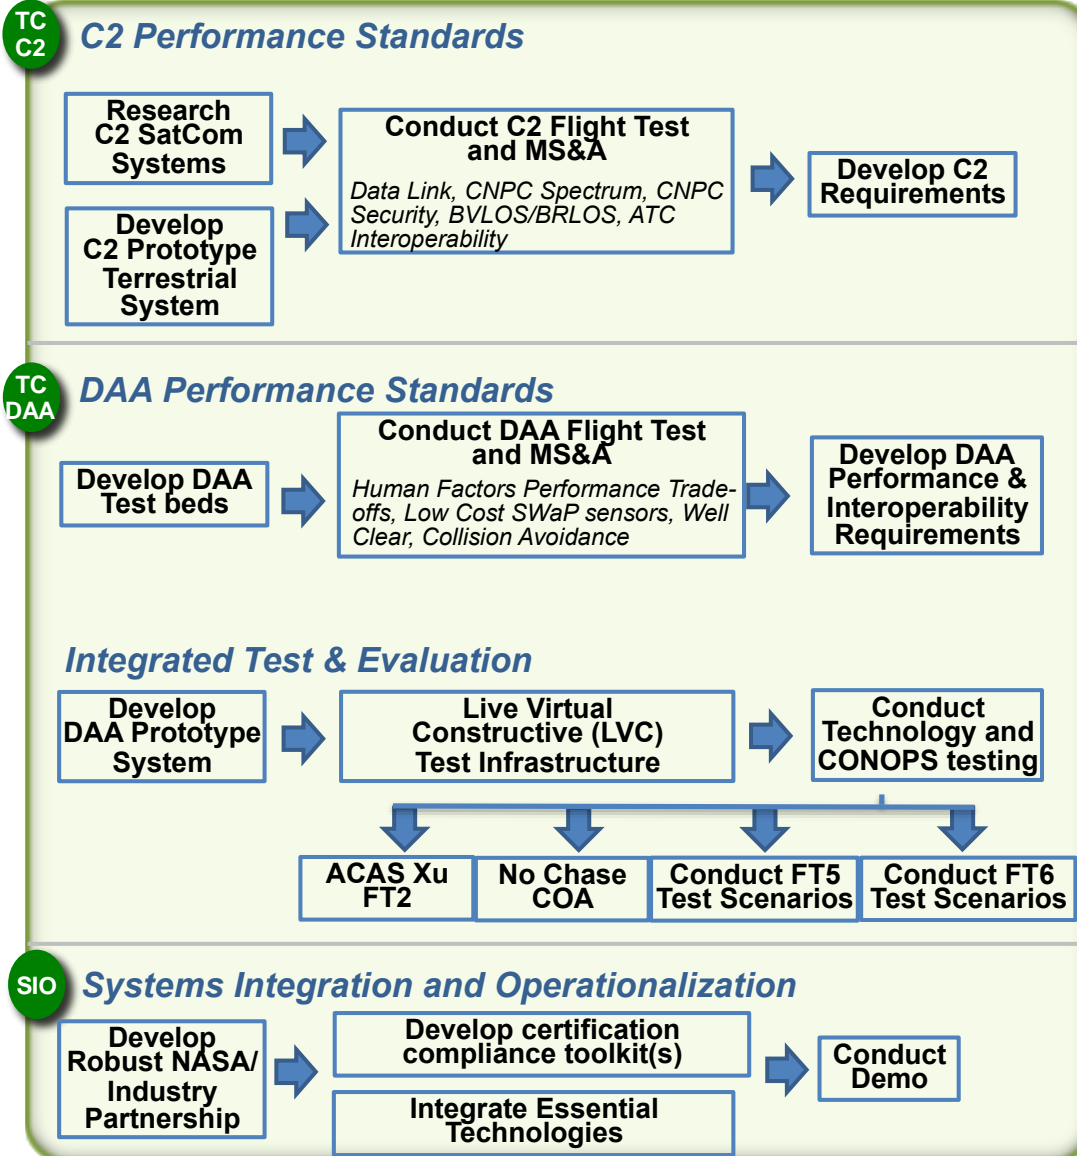 TC
C2
C2 Performance Standards
Research
C2 SatCom
Systems
Develop
C2 Prototype
Terrestrial
System
Conduct C2 Flight Test
and MS&A
Data Link, CNPC Spectrum, CNPC
Security, BVLOS/BRLOS, ATC
Interoperability
Develop C2
Requirements
TC
DAA
DAA Performance Standards
Develop DAA
Test beds
Conduct DAA Flight Test
and MS&A
Human Factors Performance Trade-
offs, Low Cost SWaP sensors, Well
Clear, Collision Avoidance
Develop DAA
Performance &
Interoperability
Requirements
Integrated Test & Evaluation
Develop
DAA Prototype
System
Live Virtual
Constructive (LVC)
Test Infrastructure
Conduct
Technology and
CONOPS testing
ACAS Xu
FT2
No Chase
COA
Conduct FT5
Test Scenarios
Conduct FT6
Test Scenarios
SIO
Systems Integration and Operationalization
Develop
Robust NASA/
Industry
Partnership
Develop certification
compliance toolkit(s)
Integrate Essential
Technologies
Conduct
Demo